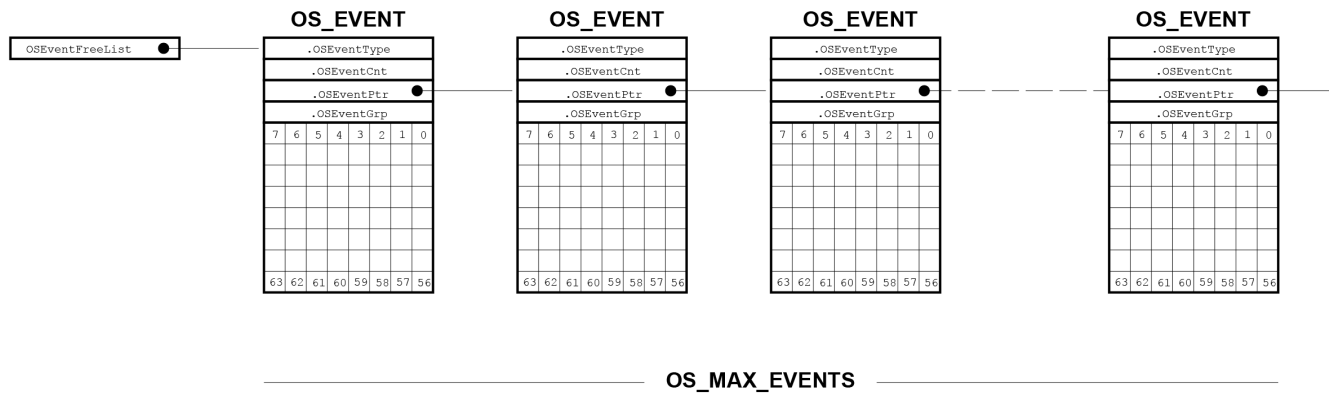 OS_EVENT OS_EVENT OS_EVENT OS_EVENT
OSEventFreeList .OSEventType .OSEventType .OSEventType .OSEventType
.OSEventCnt .OSEventCnt .OSEventCnt .OSEventCnt
.OSEventPtr .OSEventPtr .OSEventPtr .OSEventPtr
.OSEventGrp .OSEventGrp .OSEventGrp .OSEventGrp
7 6 5 4 3 2 1 0 7 6 5 4 3 2 1 0 7 6 5 4 3 2 1 0 7 6 5 4 3 2 1 0
63 62 61 60 59 58 57 56 63 62 61 60 59 58 57 56 63 62 61 60 59 58 57 56 63 62 61 60 59 58 57 56
OS_MAX_EVENTS